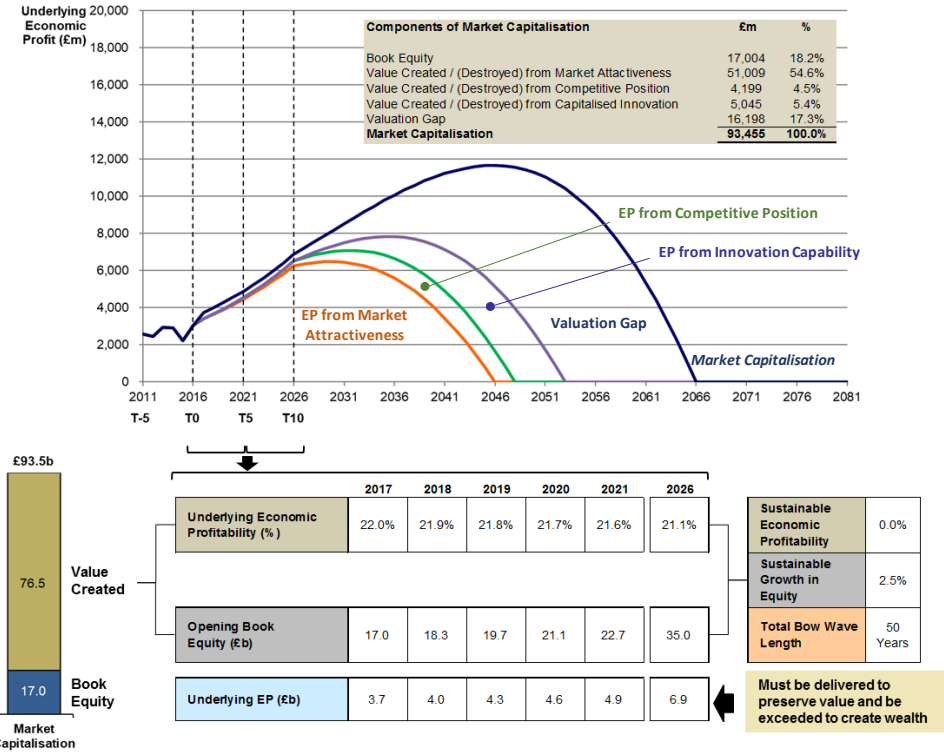 Underlying
Economic
Profit (£m)
20,000
18,000
16,000
14,000
12,000
10,000
8,000
6,000
4,000
2,000
0
Components of Market Capitalisation £m %
Book Equity 17,004 18.2%
Value Created / (Destroyed) from Market Attactiveness 51,009 54.6%
Value Created / (Destroyed) from Competitive Position 4,199 4.5%
Value Created / (Destroyed) from Capitalised Innovation 5,045 5.4%
Valuation Gap 16,198 17.3%
Market Capitalisation 93,455 100.0%
EP from Competitive Position
EP from Innovation Capability
EP from Market
Attractiveness
Valuation Gap
Market Capitalisation
2011 2016 2021 2026 2031 2036 2041 2046 2051 2056 2061 2066 2071 2076 2081
T-5 T0 T5 T10
£93.5b
76.5
17.0
Value
Created
Book
Equity
Market
Capitalisation
2017 2018 2019 2020 2021 2026
Underlying Economic
Profitability (%)
22.0% 21.9% 21.8% 21.7% 21.6% 21.1%
Opening Book
Equity (£b)
17.0 18.3 19.7 21.1 22.7 35.0
Underlying EP (£b) 3.7 4.0 4.3 4.6 4.9 6.9
Sustainable
Economic
Profitability
0.0%
Sustainable
Growth in
Equity
2.5%
Total Bow Wave
Length
50
Years
Must be delivered to
preserve value and be
exceeded to create wealth